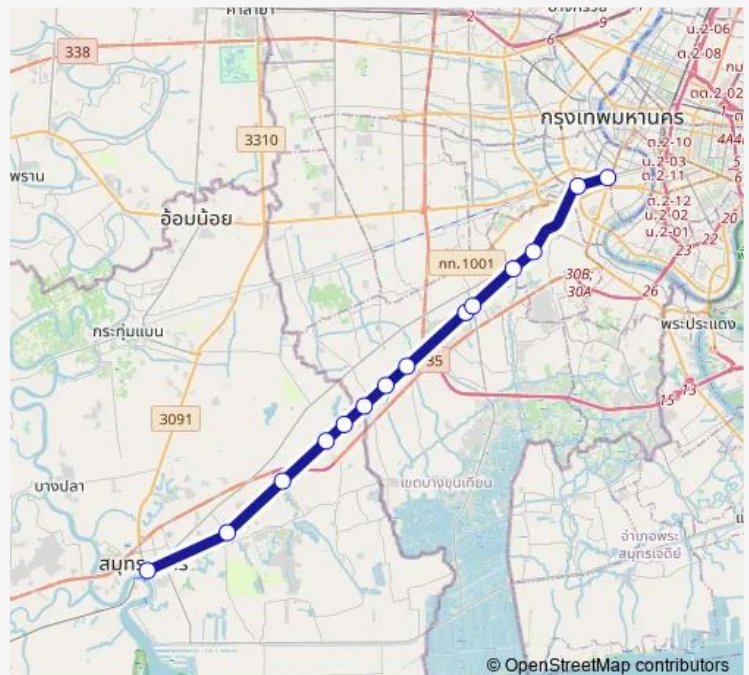 2
6
9
338
น.2-06
ต.2-08
ตต.2-02
กรุงเทพมหานคร
3310
ต.2-10
น.2-03
ต.2-11
พราน
อ้อมน้อย
ต.2-12
น.2-02
น.2-01
20
22
23
กท.1001
30B;
30A
26
กระทุ่มแบน
พระประแดง
35
3091
13
15
บางปลา
เขตบางขุนเทียน
อำเภอพระ
สมุทรเจดีย์
© OpenStreetMap contributors